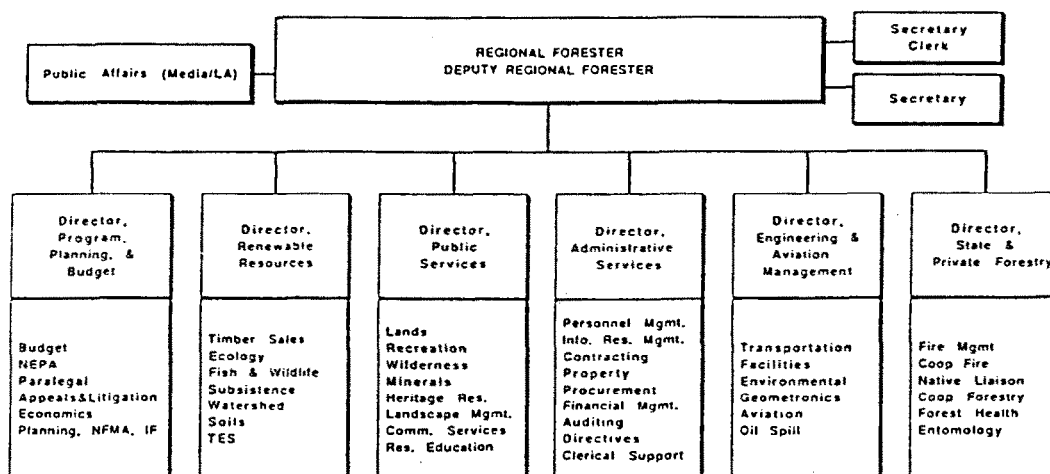 REGIONAL FORESTER
DEPUTY REGIONAL FORESTER
Public Affairs (Media/LA)
Secretary
Clerk
Secretary
Director,
Program,
Planning, &
Budget
Budget
NEPA
Paralegal
Appeals&Litigation
Economics
Planning, NFMA, IF
Director,
Renewable
Resources
Timber Sales
Ecology
Fish & Wildlife
Subsistence
Watershed
Soils
TES
Director,
Public
Services
Lands
Recreation
Wilderness
Minerals
Heritage Res.
Landscape Mgmt.
Comm. Services
Res. Education
Director,
Administrative
Services
Personnel Mgmt.
Info. Res. Mgmt.
Contracting
Property
Procurement
Financial Mgmt.
Auditing
Directives
Clerical Support
Director,
Engineering &
Aviation
Management
Transportation
Facilities
Environmental
Geometronics
Aviation
Oil Spill
Director,
State &
Private Forestry
Fire Mgmt
Coop Fire
Native Liaison
Coop Forestry
Forest Health
Entomology